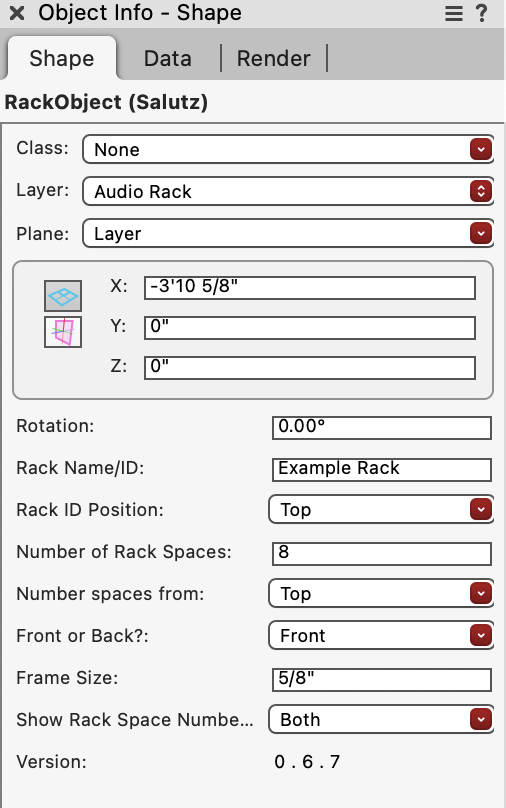 Object Info - Shape ?
Shape Data Render
RackObject (Salutz)
Class: None
Layer: Audio Rack
Plane: Layer
X: -3'10 5/8"
Y: 0"
Z: 0"
Rotation: 0.00°
Rack Name/ID: Example Rack
Rack ID Position: Top
Number of Rack Spaces: 8
Number spaces from: Top
Front or Back?: Front
Frame Size: 5/8"
Show Rack Space Numbe... Both
Version: 0 . 6 . 7